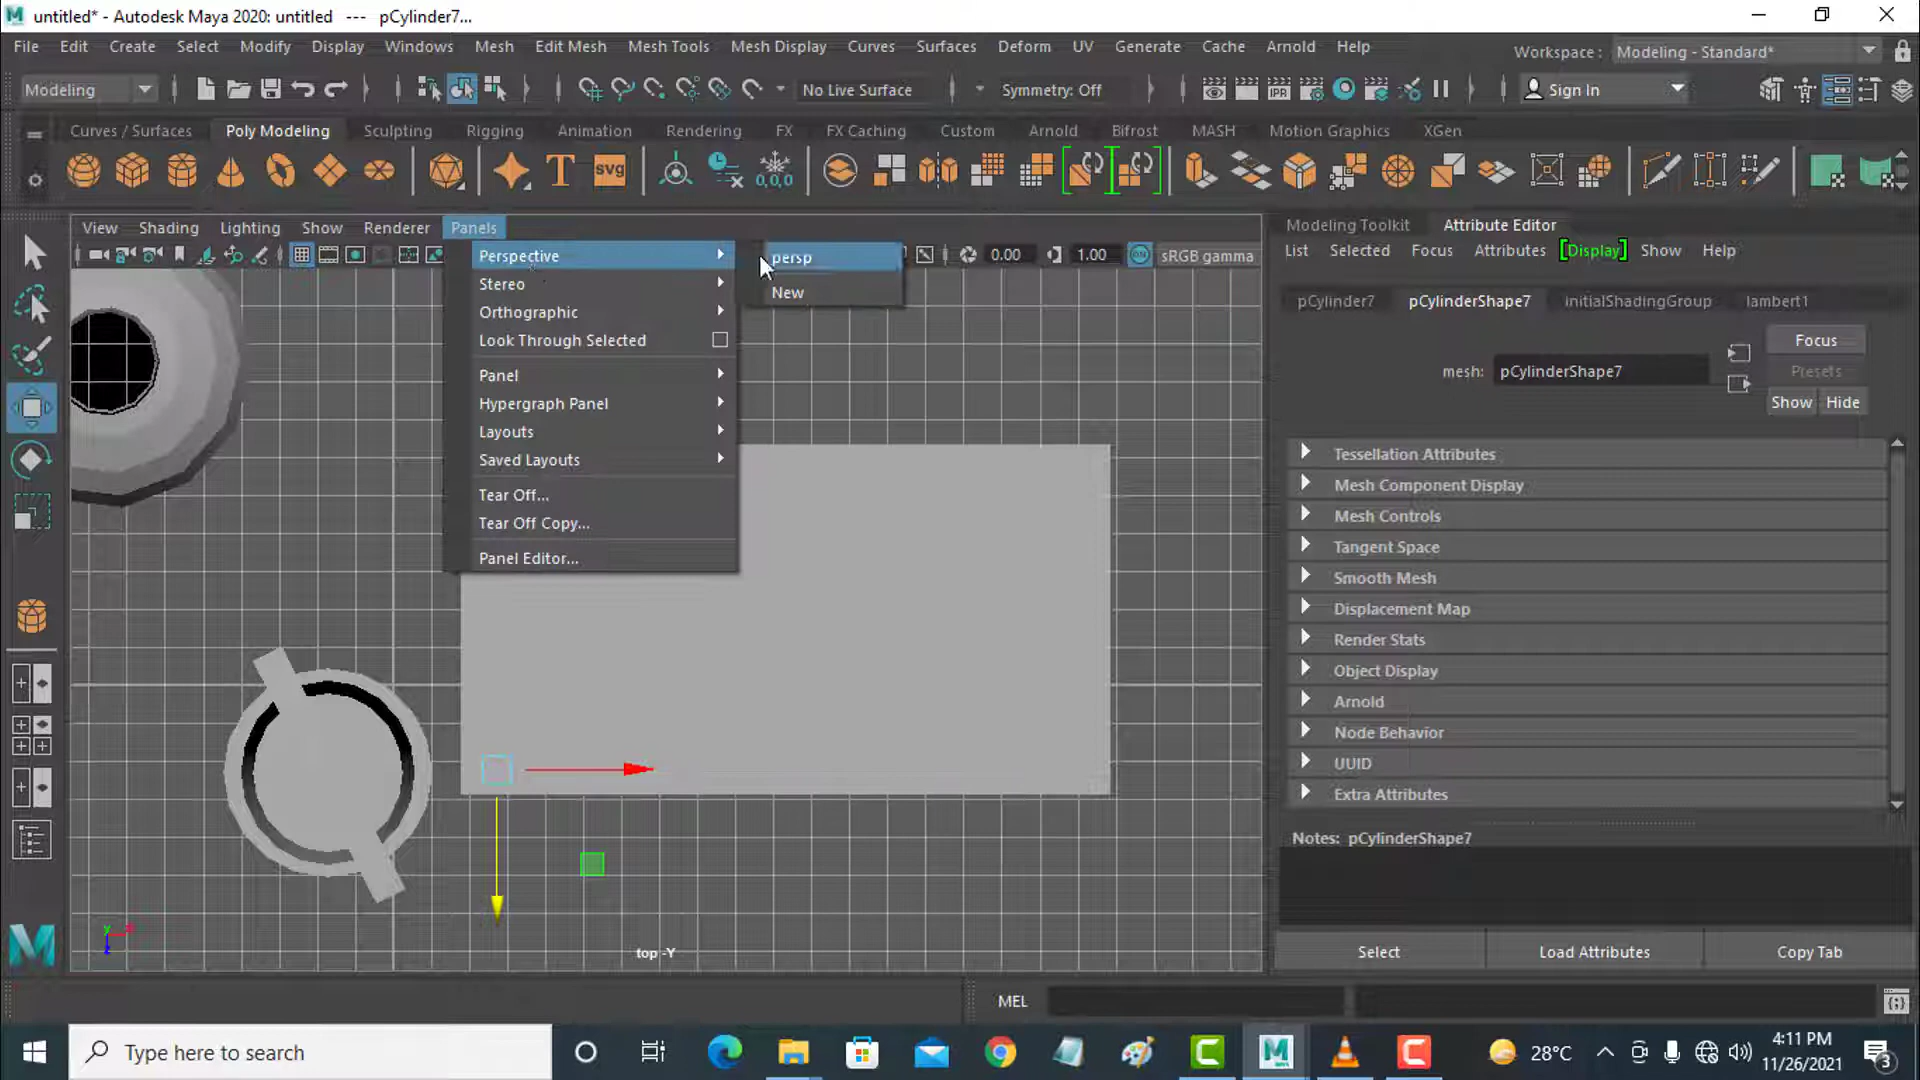 untitled* - Autodesk Maya 2020: untitled   ---   pCylinder7...
File Edit Create Select Modify Display Windows Mesh Edit Mesh Mesh Tools Mesh Display Curves Surfaces Deform UV Generate Cache Arnold Help Workspace : Modeling - Standard*
Modeling No Live Surface Symmetry: Off IPR Sign In
Curves / Surfaces Poly Modeling Sculpting Rigging Animation Rendering FX FX Caching Custom Arnold Bifrost MASH Motion Graphics XGen
T svg 0,0,0
View Shading Lighting Show Renderer Panels
0.00 1.00 ON sRGB gamma
Perspective
Stereo
Orthographic
Look Through Selected
Panel
Hypergraph Panel
Layouts
Saved Layouts
Tear Off...
Tear Off Copy...
Panel Editor...
persp
New
y
z
top -Y
Modeling Toolkit Attribute Editor
List Selected Focus Attributes [Display] Show Help
pCylinder7 pCylinderShape7 initialShadingGroup lambert1
mesh: pCylinderShape7
Focus
Presets
Show Hide
Tessellation Attributes
Mesh Component Display
Mesh Controls
Tangent Space
Smooth Mesh
Displacement Map
Render Stats
Object Display
Arnold
Node Behavior
UUID
Extra Attributes
Notes: pCylinderShape7
Select Load Attributes Copy Tab
MEL
Type here to search
28°C
4:11 PM
11/26/2021
3